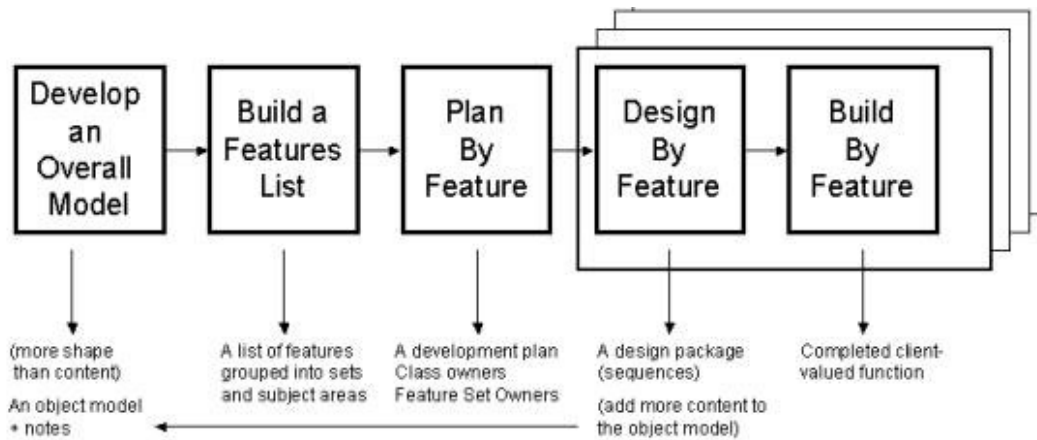 Develop
an
Overall
Model
Build a
Features
List
Plan
By
Feature
Design
By
Feature
Build
By
Feature
(more shape
than content)
An object model
+ notes
A list of features
grouped into sets
and subject areas
A development plan
Class owners
Feature Set Owners
A design package
(sequences)
(add more content to
the object model)
Completed client-
valued function